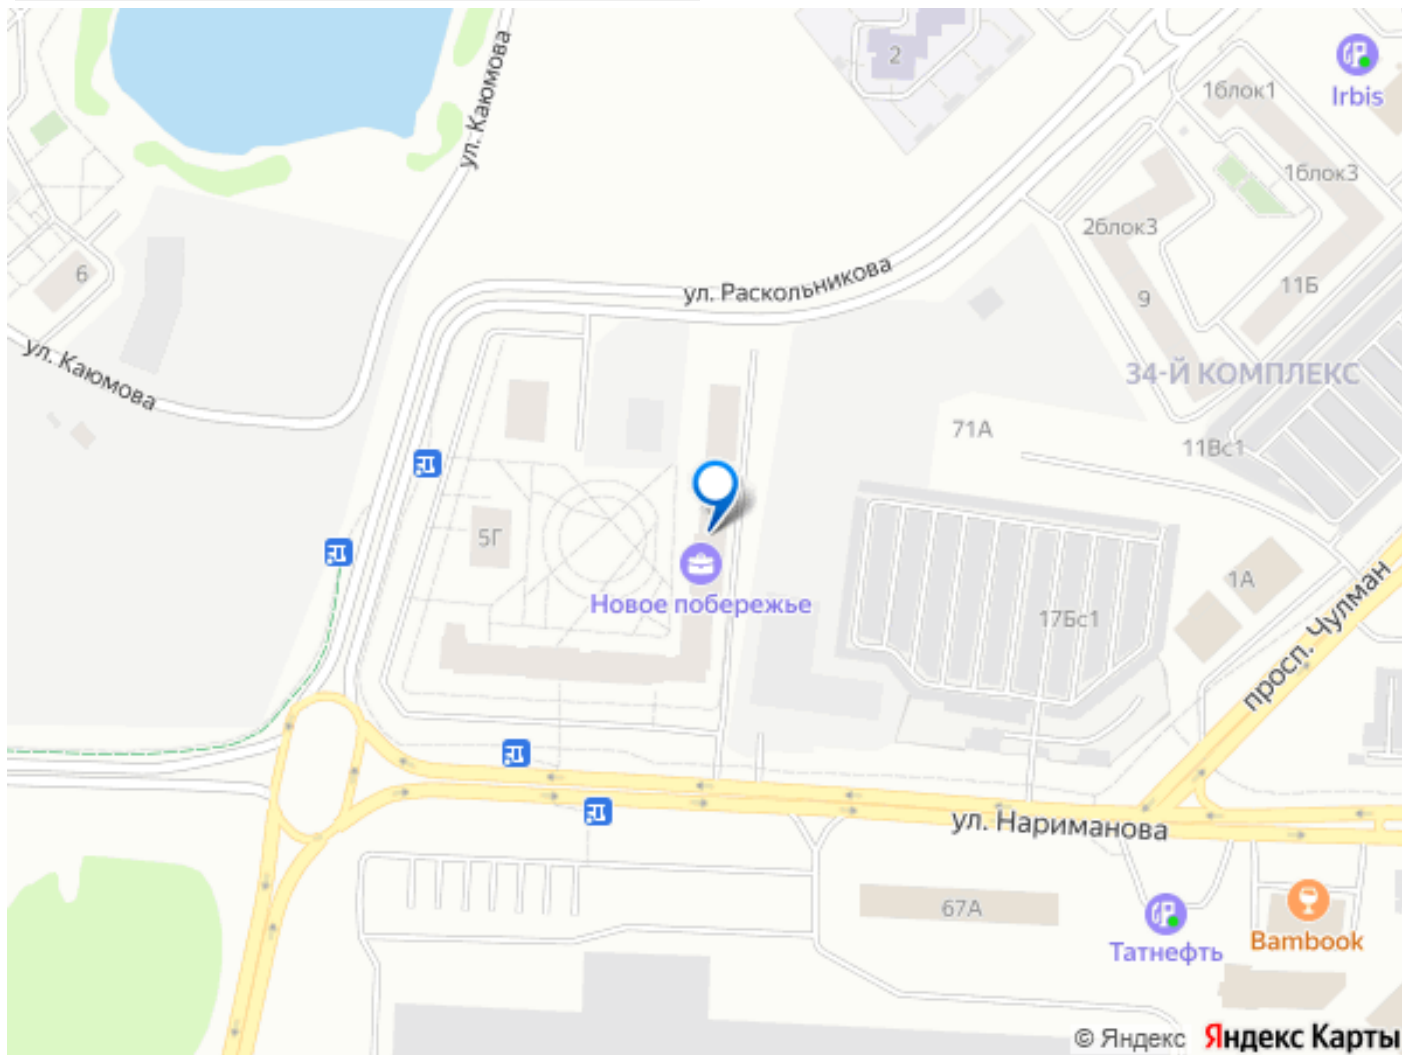 ул. Каюмова
2
1блок1
Irbis
1блок3
2блок3
6
ул. Раскольникова
9
11Б
ул. Каюмова
34-Й КОМПЛЕКС
71А
11Вс1
5Г
1А
Новое побережье
17Бс1
просп. Чулман
ул. Нариманова
67А
Татнефть
Bambook
© Яндекс Яндекс Карты